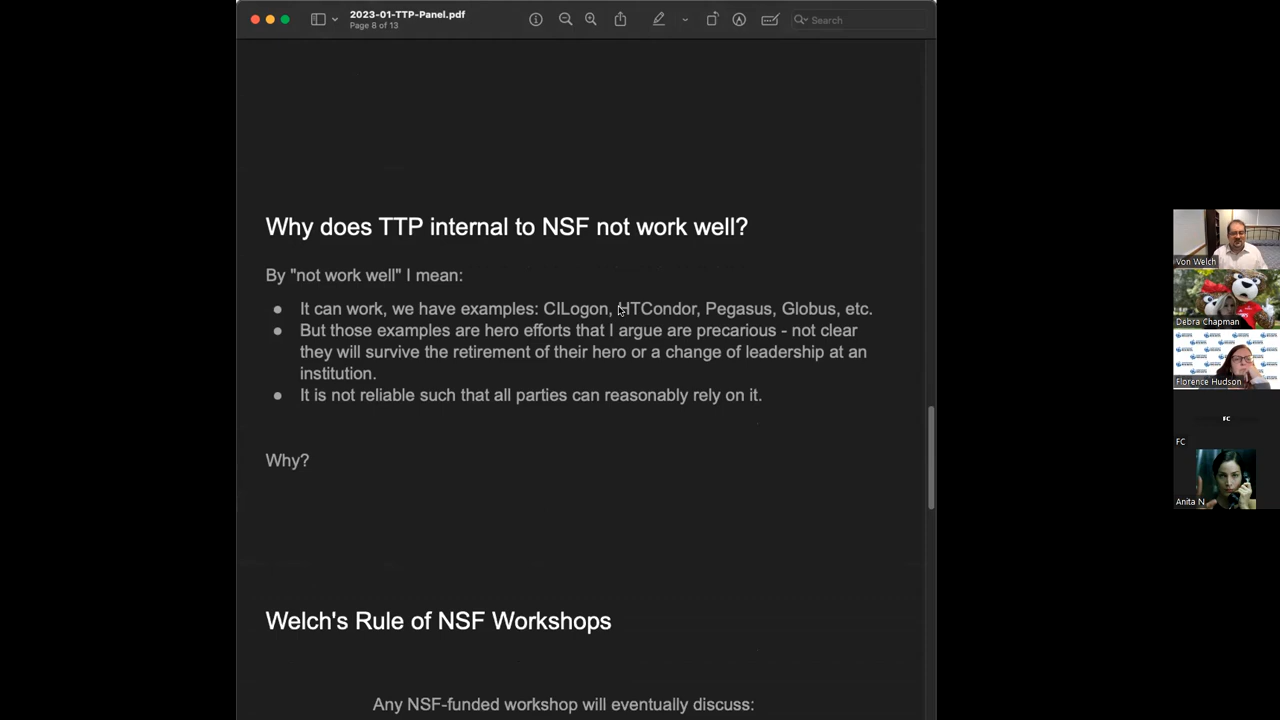 2023-01-TTP-Panel.pdf
Page 8 of 13
Search
Why does TTP internal to NSF not work well?
By "not work well" I mean:
● It can work, we have examples: CILogon, HTCondor, Pegasus, Globus, etc.
● But those examples are hero efforts that I argue are precarious - not clear
they will survive the retirement of their hero or a change of leadership at an
institution.
● It is not reliable such that all parties can reasonably rely on it.
Why?
Welch's Rule of NSF Workshops
Any NSF-funded workshop will eventually discuss:
Von Welch
Debra Chapman
Florence Hudson
FC
FC
Anita N